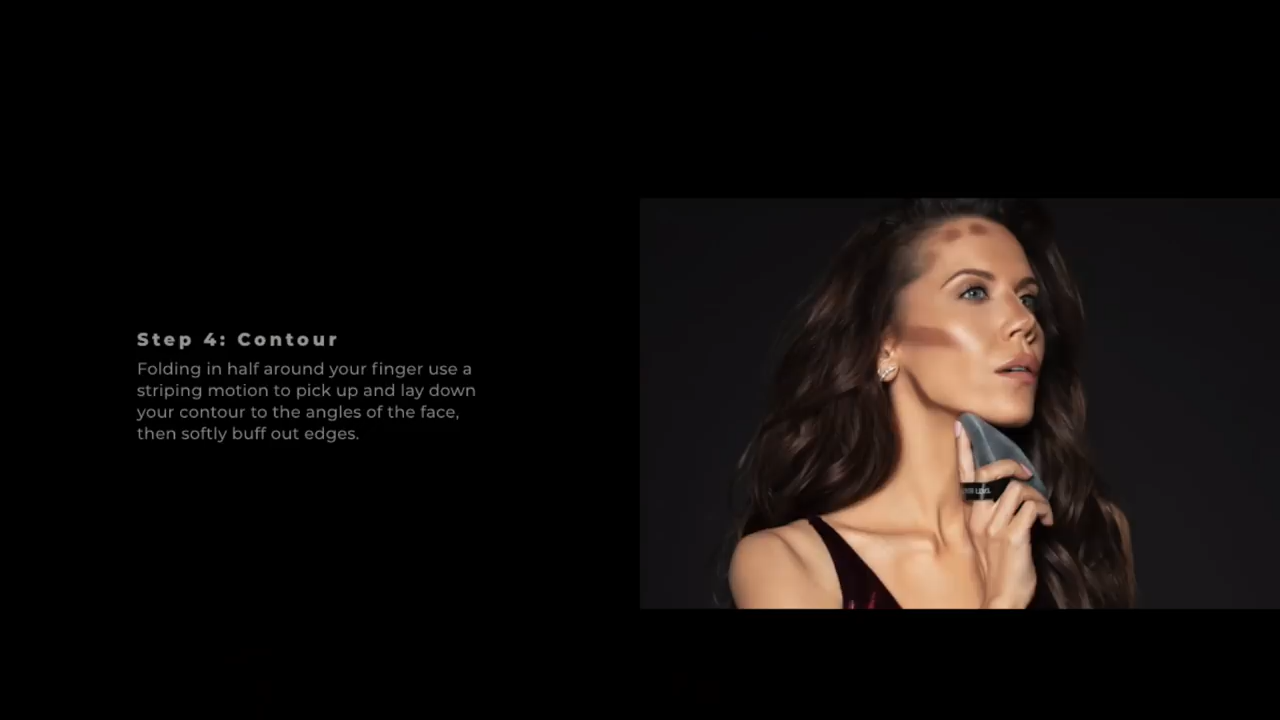 Step 4: Contour
Folding in half around your finger use a
striping motion to pick up and lay down
your contour to the angles of the face,
then softly buff out edges.